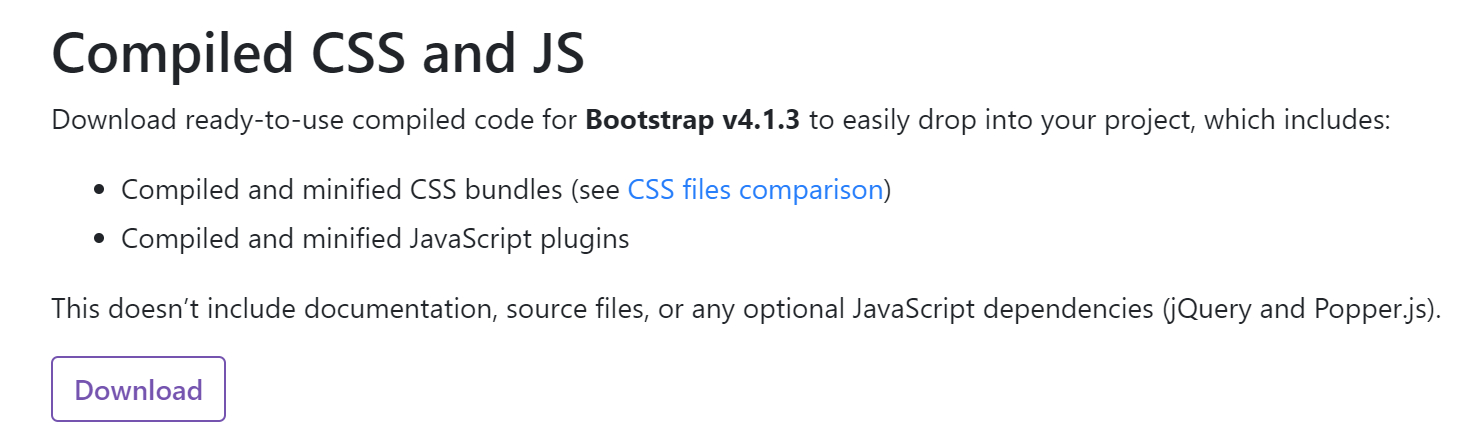 Compiled CSS and JS
Download ready-to-use compiled code for Bootstrap v4.1.3 to easily drop into your project, which includes:
• Compiled and minified CSS bundles (see CSS files comparison)
• Compiled and minified JavaScript plugins
This doesn’t include documentation, source files, or any optional JavaScript dependencies (jQuery and Popper.js).
Download